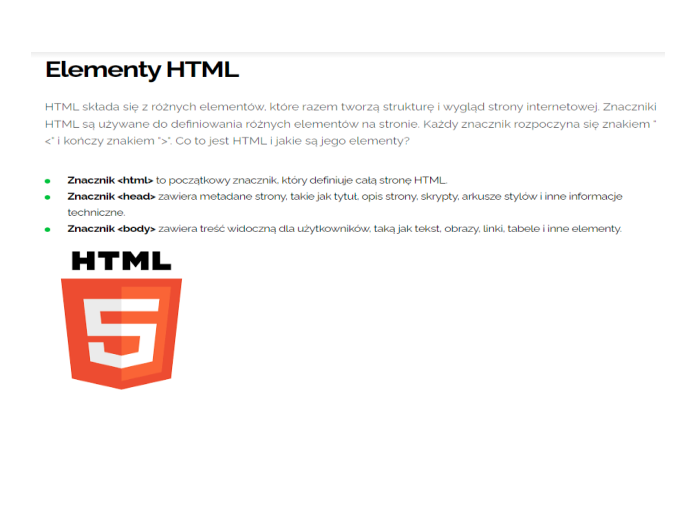 Elementy HTML
HTML składa się z różnych elementów, które razem tworzą strukturę i wygląd strony internetowej. Znaczniki
HTML są używane do definiowania różnych elementów na stronie. Każdy znacznik rozpoczyna się znakiem "
<" i kończy znakiem ">". Co to jest HTML i jakie są jego elementy?
Znacznik <html> to początkowy znacznik, który definiuje całą stronę HTML.
Znacznik <head> zawiera metadane strony, takie jak tytuł, opis strony, skrypty, arkusze stylów i inne informacje
techniczne.
Znacznik <body> zawiera treść widoczną dla użytkowników, taką jak tekst, obrazy, linki, tabele i inne elementy.
HTML
5